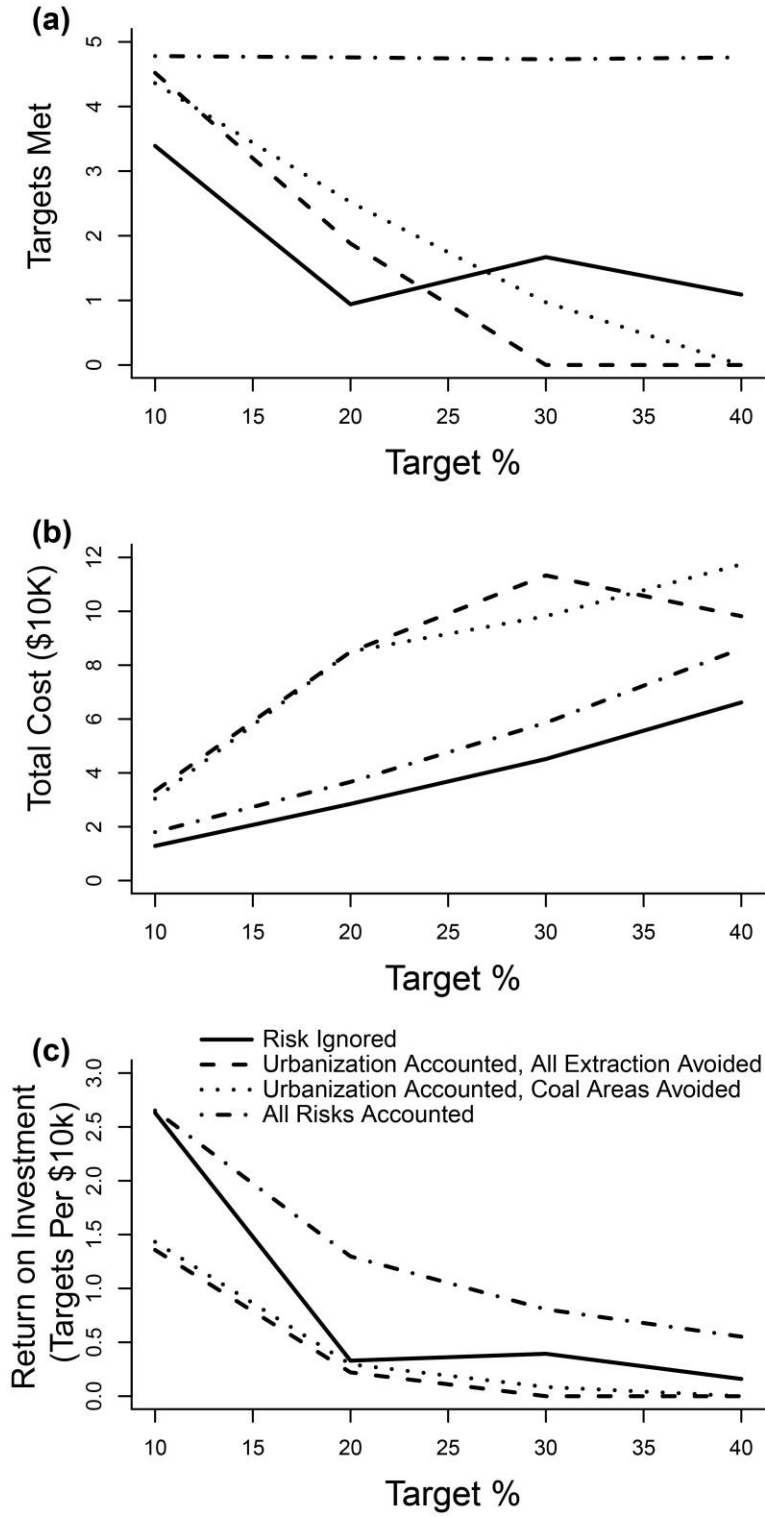 (a)
Targets Met
5
4
3
2
1
0
10 15 20 25 30 35 40
Target %
(b)
Total Cost ($10K)
12
10
8
6
4
2
0
10 15 20 25 30 35 40
Target %
(c)
Risk Ignored
Urbanization Accounted, All Extraction Avoided
Urbanization Accounted, Coal Areas Avoided
All Risks Accounted
Return on Investment
(Targets Per $10k)
3.0
2.5
2.0
1.5
1.0
0.5
0.0
10 15 20 25 30 35 40
Target %